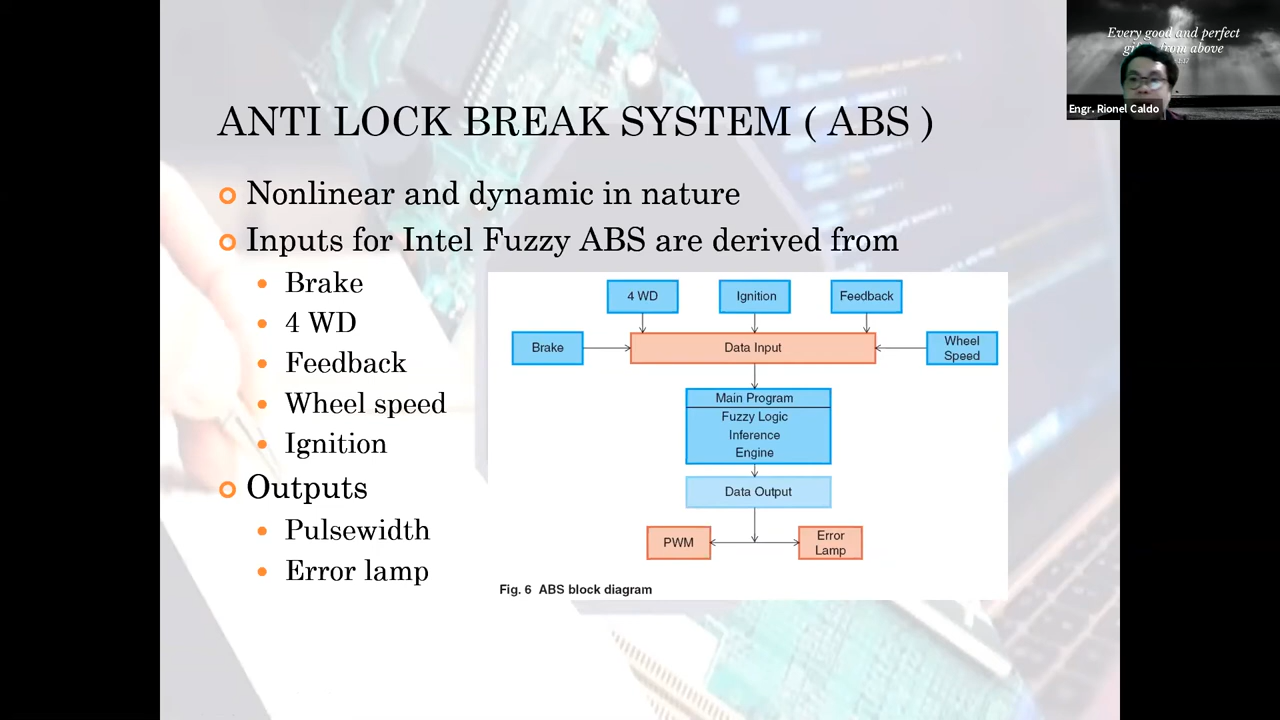 Every good and perfect
from above
Engr. Rionel Caldo
ANTI LOCK BREAK SYSTEM ( ABS )
Nonlinear and dynamic in nature
Inputs for Intel Fuzzy ABS are derived from
Brake
4 WD
Feedback
Wheel speed
Ignition
Outputs
Pulsewidth
Error lamp
4 WD
Ignition
Feedback
Brake
Data Input
Wheel
Speed
Main Program
Fuzzy Logic
Inference
Engine
Data Output
PWM
Error
Lamp
Fig. 6 ABS block diagram